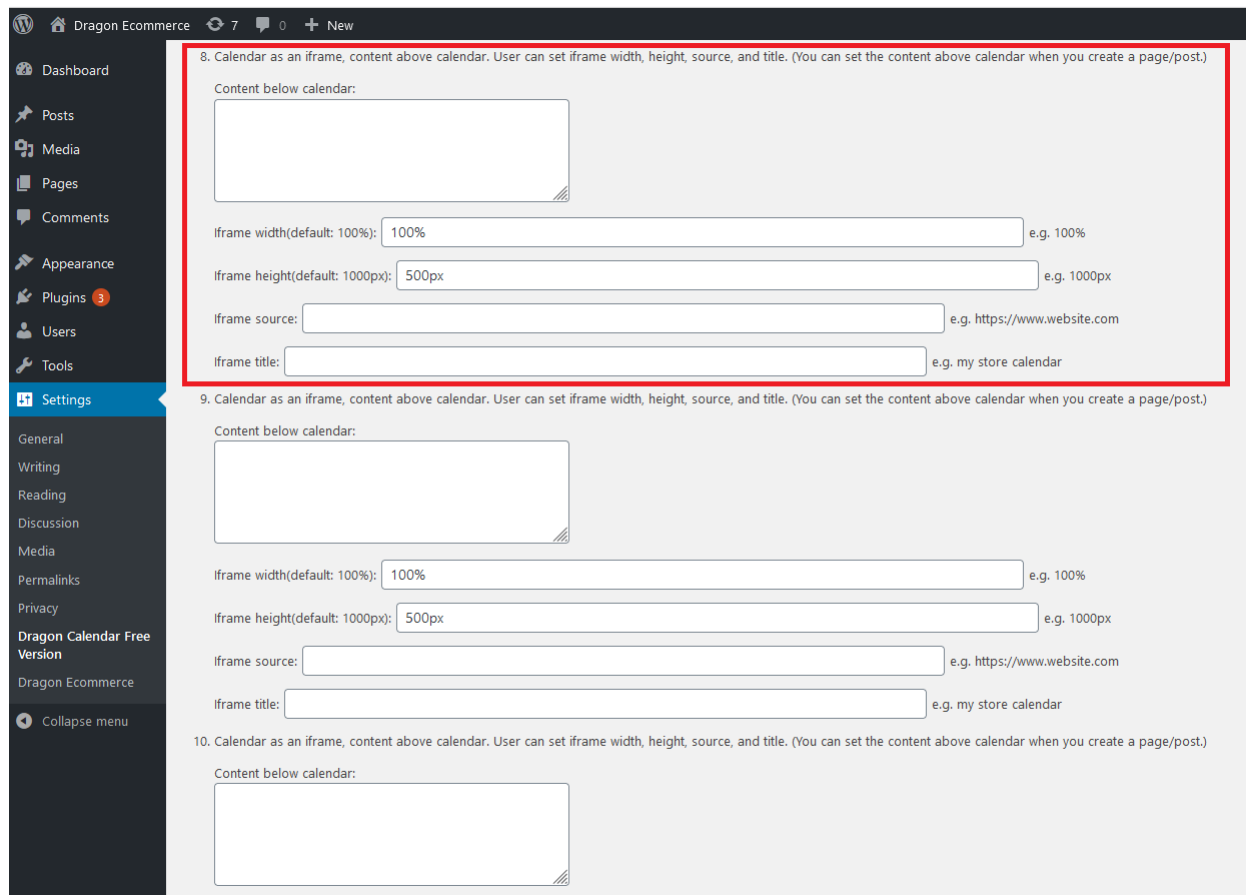 Dragon Ecommerce 7 0 New
Dashboard
Posts
Media
Pages
Comments
Appearance
Plugins 3
Users
Tools
Settings
General
Writing
Reading
Discussion
Media
Permalinks
Privacy
Dragon Calendar Free
Version
Dragon Ecommerce
Collapse menu
8. Calendar as an iframe, content above calendar. User can set iframe width, height, source, and title. (You can set the content above calendar when you create a page/post.)
Content below calendar:
Iframe width(default: 100%): 100% e.g. 100%
Iframe height(default: 1000px): 500px e.g. 1000px
Iframe source: e.g. https://www.website.com
Iframe title: e.g. my store calendar
9. Calendar as an iframe, content above calendar. User can set iframe width, height, source, and title. (You can set the content above calendar when you create a page/post.)
Content below calendar:
Iframe width(default: 100%): 100% e.g. 100%
Iframe height(default: 1000px): 500px e.g. 1000px
Iframe source: e.g. https://www.website.com
Iframe title: e.g. my store calendar
10. Calendar as an iframe, content above calendar. User can set iframe width, height, source, and title. (You can set the content above calendar when you create a page/post.)
Content below calendar: